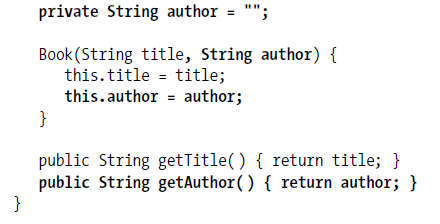 private String author = "";
Book(String title, String author) {
this.title = title;
this.author = author;
}
public String getTitle() { return title; }
public String getAuthor() { return author; }
}